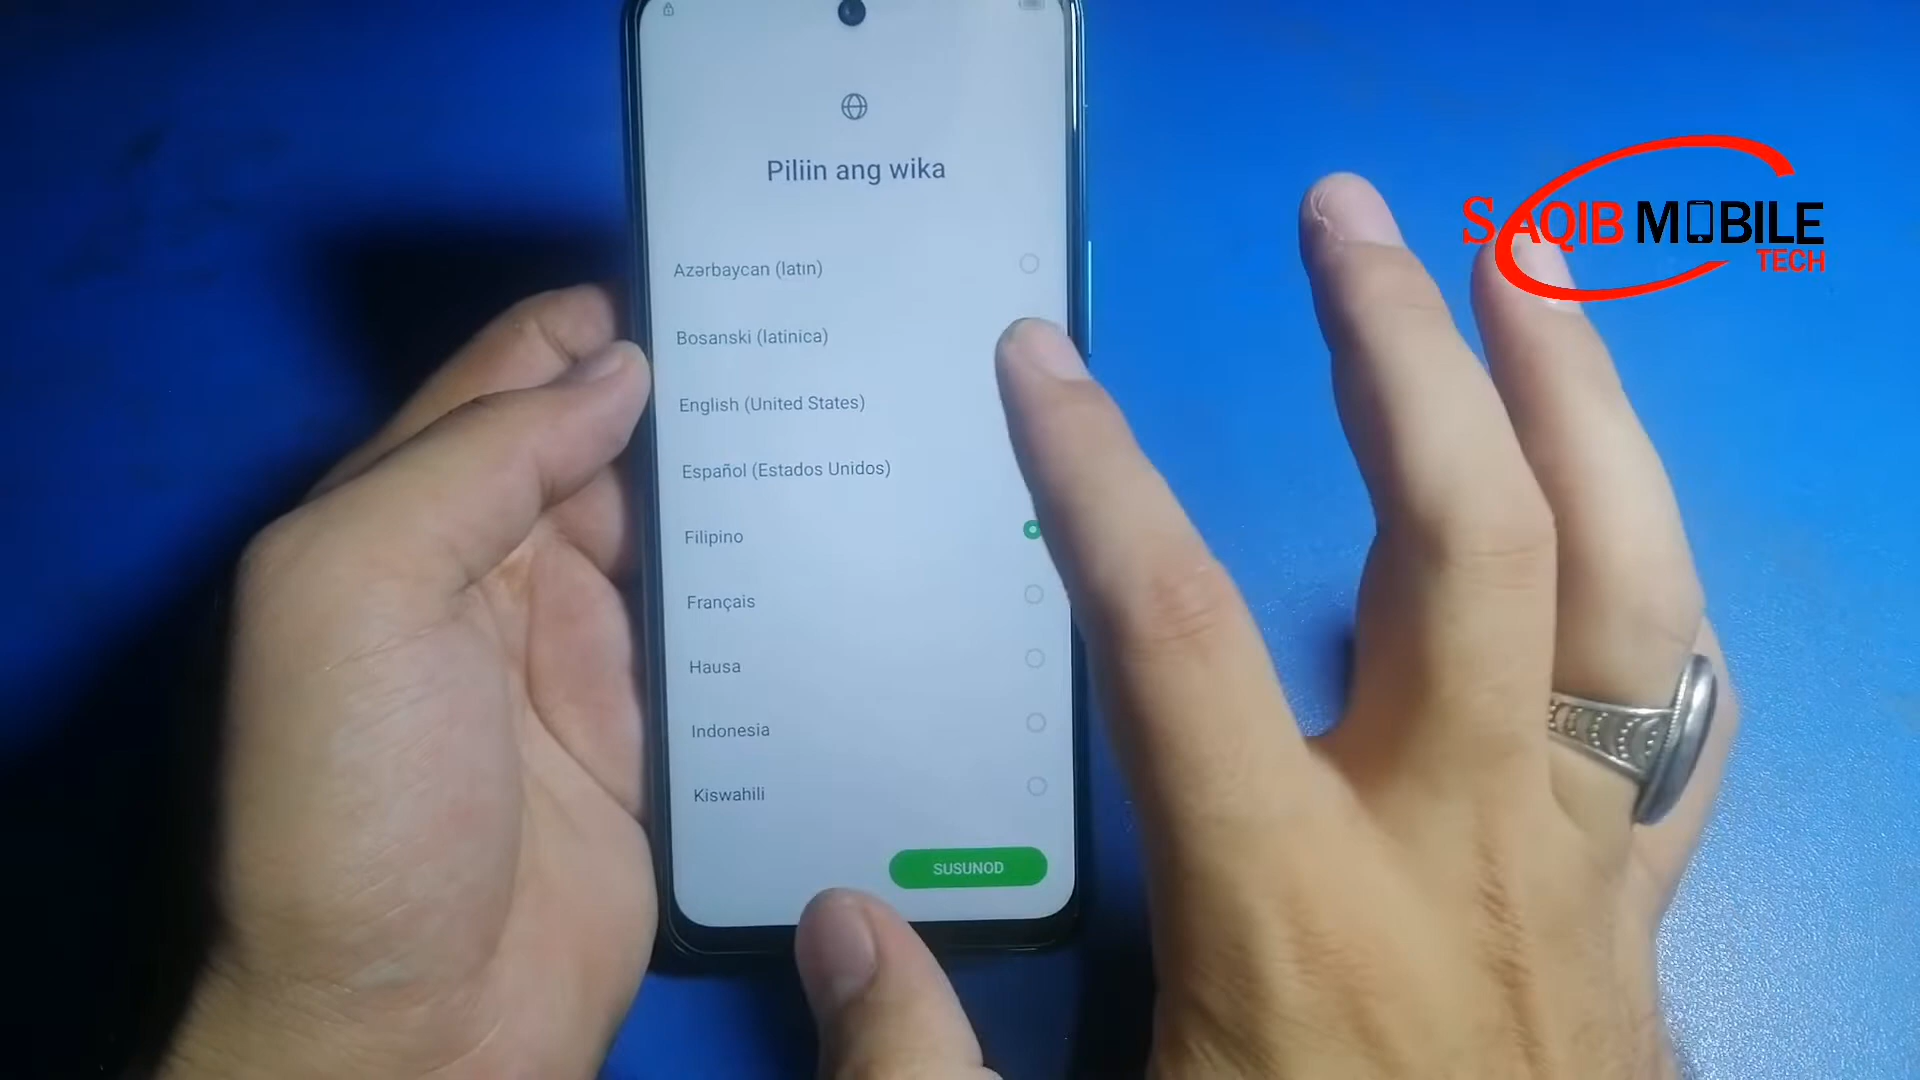 Piliin ang wika
Azərbaycan (latın)
Bosanski (latinica)
English (United States)
Español (Estados Unidos)
Filipino
Français
Hausa
Indonesia
Kiswahili
SUSUNOD
SAQIB MOBILE
TECH